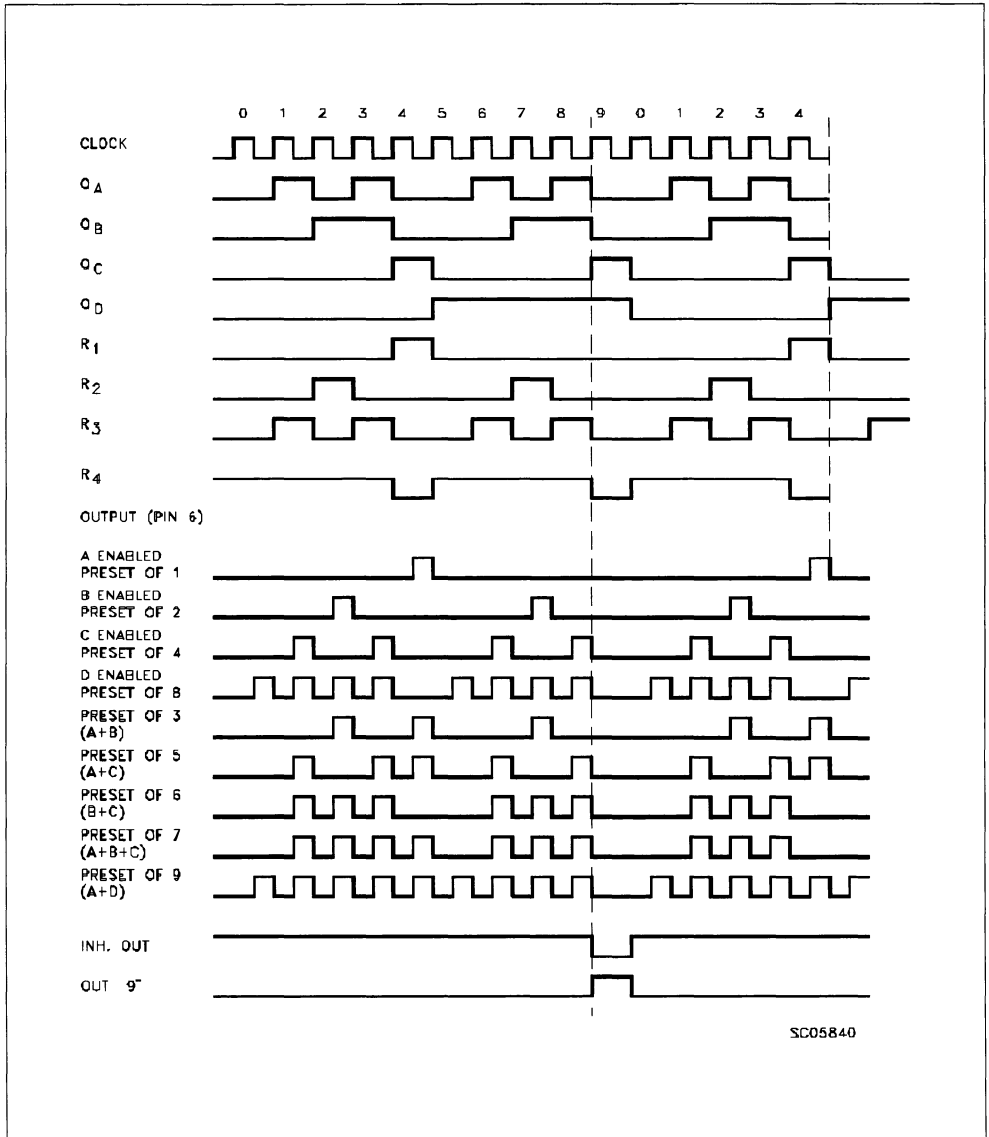 0 1 2 3 4 5 6 7 8 9 0 1 2 3 4
CLOCK
QA
QB
QC
QD
R1
R2
R3
R4
OUTPUT (PIN 6)
A ENABLED
PRESET OF 1
B ENABLED
PRESET OF 2
C ENABLED
PRESET OF 4
D ENABLED
PRESET OF 8
PRESET OF 3
(A+B)
PRESET OF 5
(A+C)
PRESET OF 6
(B+C)
PRESET OF 7
(A+B+C)
PRESET OF 9
(A+D)
INH. OUT
OUT 9‾
SC05840